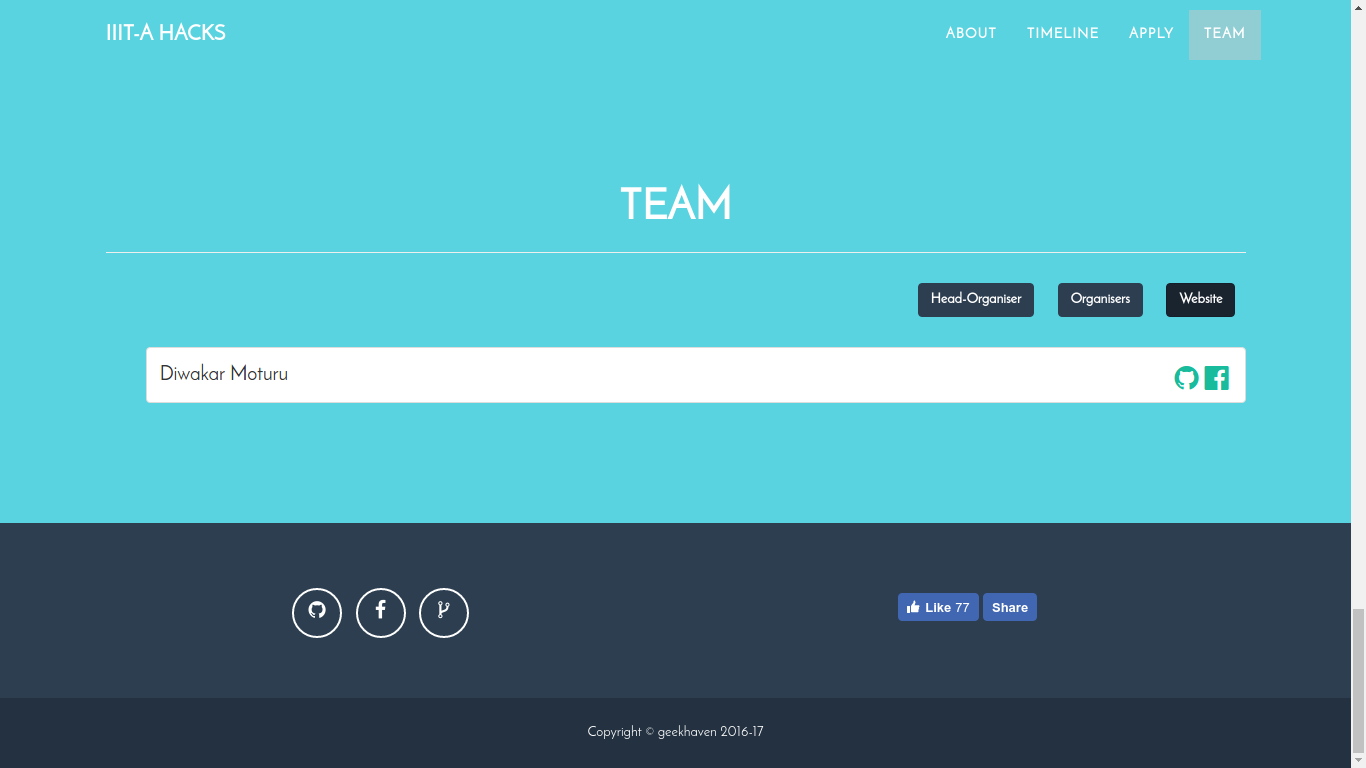 IIIT-A HACKS
ABOUT TIMELINE APPLY TEAM
TEAM
Head-Organiser Organisers Website
Diwakar Moturu
Like 77 Share
Copyright © geekhaven 2016-17